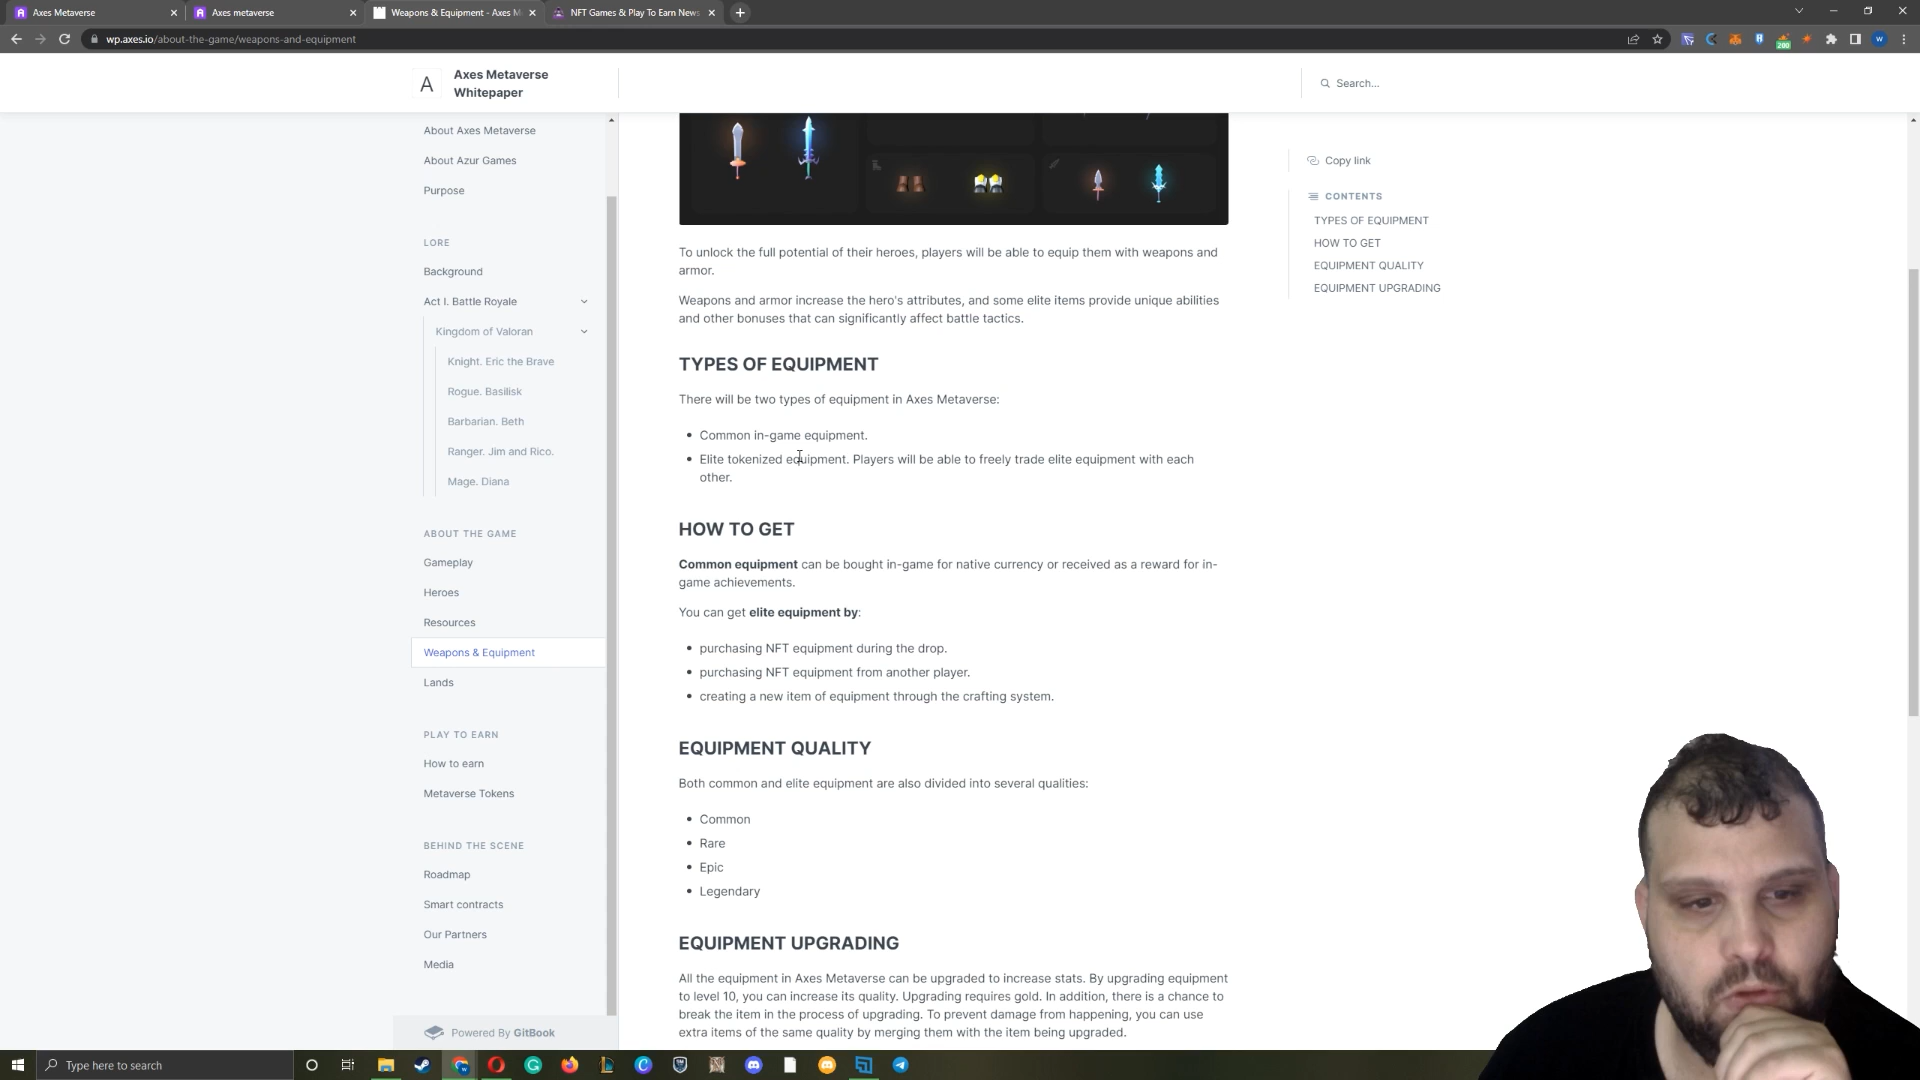 Axes Metaverse
Axes metaverse
Weapons & Equipment - Axes M
NFT Games & Play To Earn News
wp.axes.io/about-the-game/weapons-and-equipment
200
W
A
Axes Metaverse
Whitepaper
Search...
About Axes Metaverse
About Azur Games
Purpose
LORE
Background
Act I. Battle Royale
Kingdom of Valoran
Knight. Eric the Brave
Rogue. Basilisk
Barbarian. Beth
Ranger. Jim and Rico.
Mage. Diana
ABOUT THE GAME
Gameplay
Heroes
Resources
Weapons & Equipment
Lands
PLAY TO EARN
How to earn
Metaverse Tokens
BEHIND THE SCENE
Roadmap
Smart contracts
Our Partners
Media
Powered By GitBook
To unlock the full potential of their heroes, players will be able to equip them with weapons and
armor.
Weapons and armor increase the hero's attributes, and some elite items provide unique abilities
and other bonuses that can significantly affect battle tactics.
TYPES OF EQUIPMENT
There will be two types of equipment in Axes Metaverse:
• Common in-game equipment.
• Elite tokenized equipment. Players will be able to freely trade elite equipment with each
other.
HOW TO GET
Common equipment can be bought in-game for native currency or received as a reward for in-
game achievements.
You can get elite equipment by:
• purchasing NFT equipment during the drop.
• purchasing NFT equipment from another player.
• creating a new item of equipment through the crafting system.
EQUIPMENT QUALITY
Both common and elite equipment are also divided into several qualities:
• Common
• Rare
• Epic
• Legendary
EQUIPMENT UPGRADING
All the equipment in Axes Metaverse can be upgraded to increase stats. By upgrading equipment
to level 10, you can increase its quality. Upgrading requires gold. In addition, there is a chance to
break the item in the process of upgrading. To prevent damage from happening, you can use
extra items of the same quality by merging them with the item being upgraded.
Copy link
CONTENTS
TYPES OF EQUIPMENT
HOW TO GET
EQUIPMENT QUALITY
EQUIPMENT UPGRADING
Type here to search